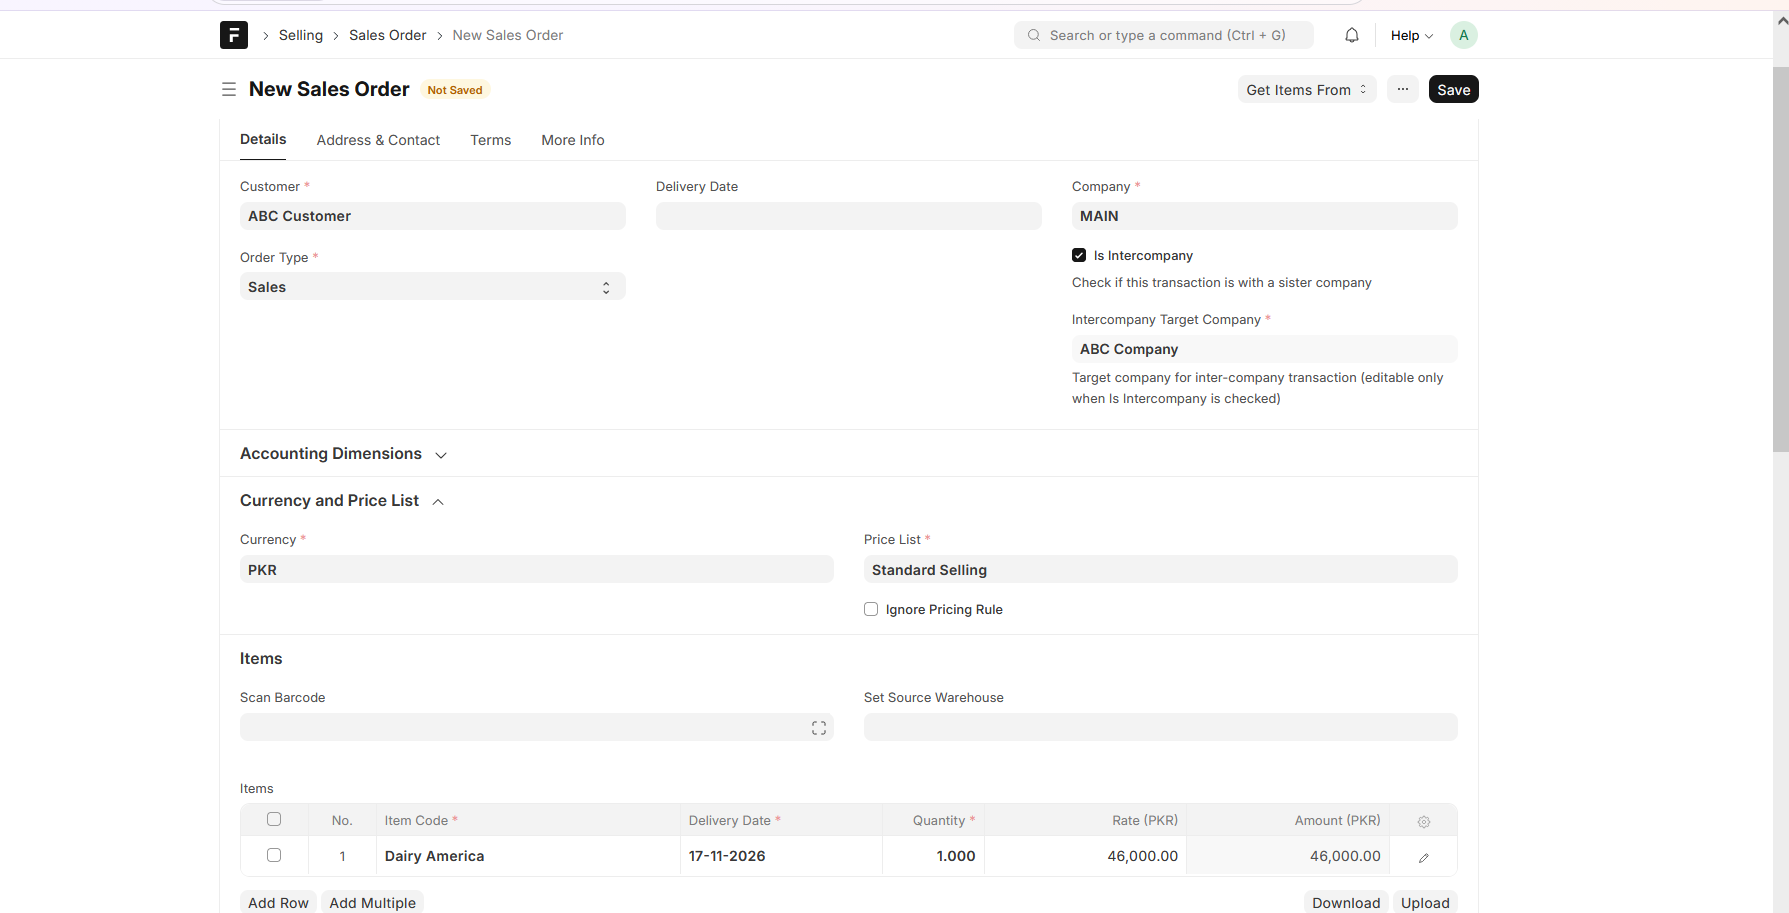 Selling
Sales Order
New Sales Order
Search or type a command (Ctrl + G)
Help
A
New Sales Order
Not Saved
Get Items From
...
Save
Details
Address & Contact
Terms
More Info
Customer *
ABC Customer
Order Type *
Sales
Delivery Date
Company *
MAIN
Is Intercompany
Check if this transaction is with a sister company
Intercompany Target Company *
ABC Company
Target company for inter-company transaction (editable only
when Is Intercompany is checked)
Accounting Dimensions
Currency and Price List
Currency *
PKR
Price List *
Standard Selling
Ignore Pricing Rule
Items
Scan Barcode
Set Source Warehouse
Items
No. Item Code * Delivery Date * Quantity * Rate (PKR) Amount (PKR)
1 Dairy America 17-11-2026 1.000 46,000.00 46,000.00
Add Row Add Multiple Download Upload